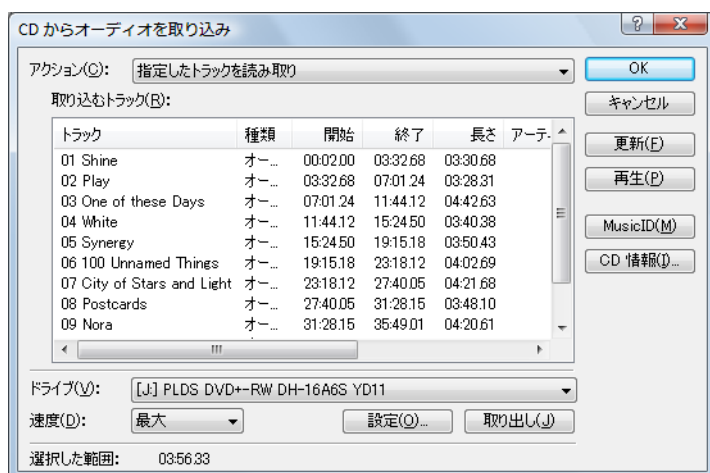 CD からオーディオを取り込み
アクション(C): 指定したトラックを読み取り
OK
取り込むトラック(R):
キャンセル
トラック 種類 開始 終了 長さ アーテ
更新(F)
01 Shine オー... 00:02.00 03:32.68 03:30.68
02 Play オー... 03:32.68 07:01.24 03:28.31
再生(P)
03 One of these Days オー... 07:01.24 11:44.12 04:42.63
04 White オー... 11:44.12 15:24.50 03:40.38
MusicID(M)
05 Synergy オー... 15:24.50 19:15.18 03:50.43
06 100 Unnamed Things オー... 19:15.18 23:18.12 04:02.69
CD 情報(I)...
07 City of Stars and Light オー... 23:18.12 27:40.05 04:21.68
08 Postcards オー... 27:40.05 31:28.15 03:48.10
09 Nora オー... 31:28.15 35:49.01 04:20.61
ドライブ(V): [J:] PLDS DVD+-RW DH-16A6S YD11
速度(D): 最大 設定(O)... 取り出し(J)
選択した範囲: 03:56.33